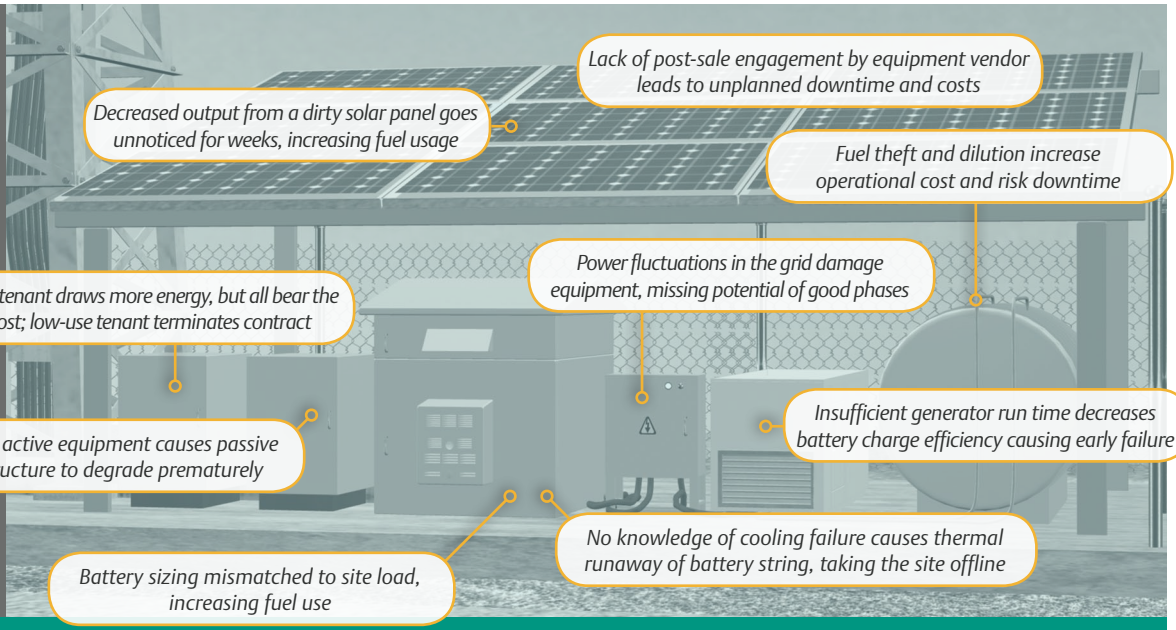 Lack of post-sale engagement by equipment vendor
leads to unplanned downtime and costs
Decreased output from a dirty solar panel goes
unnoticed for weeks, increasing fuel usage
Fuel theft and dilution increase
operational cost and risk downtime
Power fluctuations in the grid damage
equipment, missing potential of good phases
tenant draws more energy, but all bear the
ost; low-use tenant terminates contract
Insufficient generator run time decreases
battery charge efficiency causing early failure
active equipment causes passive
ucture to degrade prematurely
No knowledge of cooling failure causes thermal
runaway of battery string, taking the site offline
Battery sizing mismatched to site load,
increasing fuel use